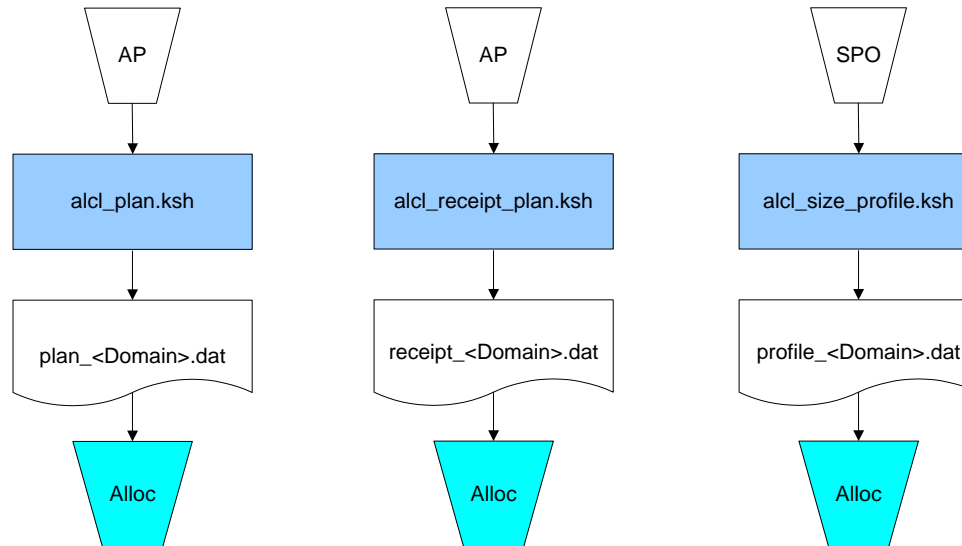 AP
AP
SPO
alcl_plan.ksh
alcl_receipt_plan.ksh
alcl_size_profile.ksh
plan_<Domain>.dat
receipt_<Domain>.dat
profile_<Domain>.dat
Alloc
Alloc
Alloc